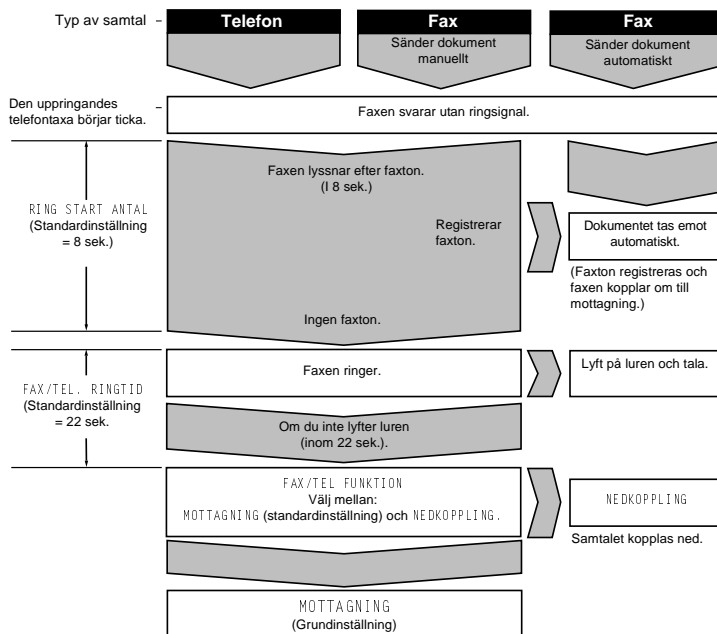 Typ av samtal
Telefon
Fax
Fax
Sänder dokument
manuellt
Sänder dokument
automatiskt
Den uppringandes
telefontaxa börjar ticka.
Faxen svarar utan ringsignal.
Faxen lyssnar efter faxton.
(I 8 sek.)
RING START ANTAL
(Standardinställning
= 8 sek.)
Registrerar
faxton.
Dokumentet tas emot
automatiskt.
(Faxton registreras och
faxen kopplar om till
mottagning.)
Ingen faxton.
Faxen ringer.
Lyft på luren och tala.
FAX/TEL. RINGTID
(Standardinställning
= 22 sek.
Om du inte lyfter luren
(inom 22 sek.).
FAX/TEL FUNKTION
Välj mellan:
MOTTAGNING (standardinställning) och NEDKOPPLING.
NEDKOPPLING
Samtalet kopplas ned.
MOTTAGNING
(Grundinställning)